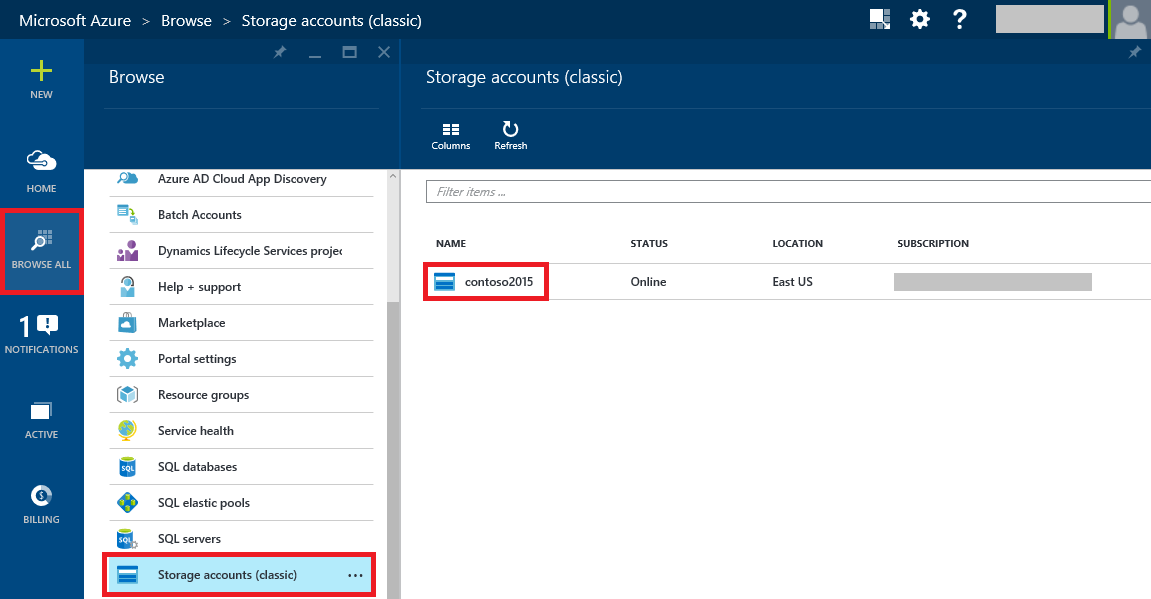 Microsoft Azure > Browse > Storage accounts (classic)
NEW
HOME
BROWSE ALL
1
NOTIFICATIONS
ACTIVE
BILLING
Browse
Azure AD Cloud App Discovery
Batch Accounts
Dynamics Lifecycle Services projec
Help + support
Marketplace
Portal settings
Resource groups
Service health
SQL databases
SQL elastic pools
SQL servers
Storage accounts (classic) ...
Storage accounts (classic)
Columns Refresh
Filter items ...
NAME STATUS LOCATION SUBSCRIPTION
contoso2015 Online East US